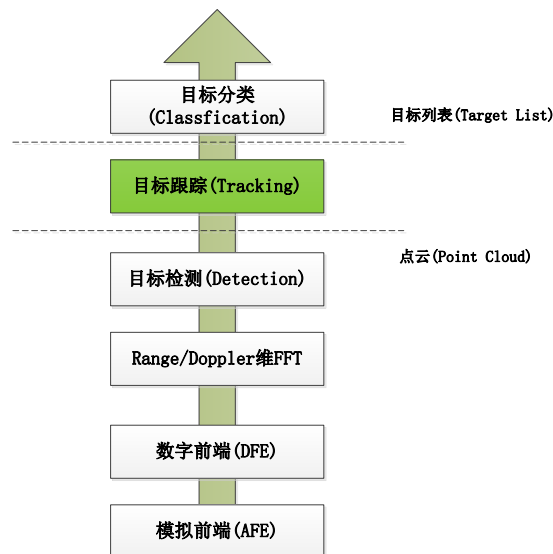 目标分类
(Classfication)
目标列表(Target List)
目标跟踪(Tracking)
点云(Point Cloud)
目标检测(Detection)
Range/Doppler维FFT
数字前端(DFE)
模拟前端(AFE)